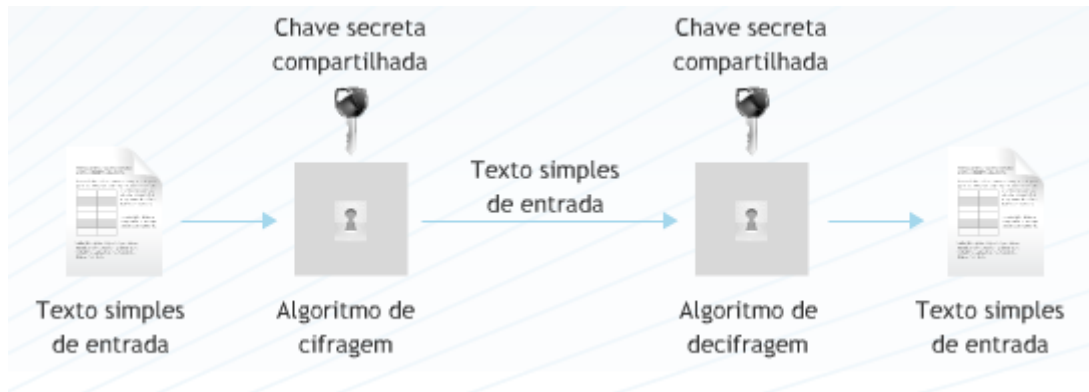 Chave secreta
compartilhada
Chave secreta
compartilhada
Texto simples
de entrada
Texto simples
de entrada
Algoritmo de
cifragem
Algoritmo de
decifragem
Texto simples
de entrada